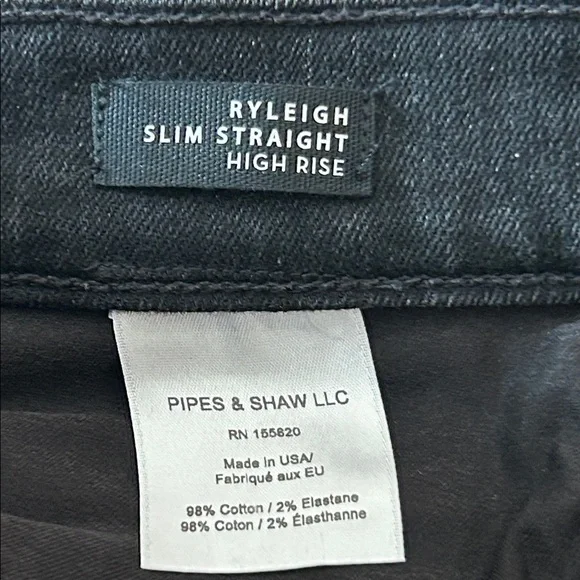 RYLEIGH
SLIM STRAIGHT
HIGH RISE
PIPES & SHAW LLC
RN 155620
Made in USA/
Fabriqué aux EU
98% Cotton / 2% Elastane
98% Coton / 2% Élasthanne